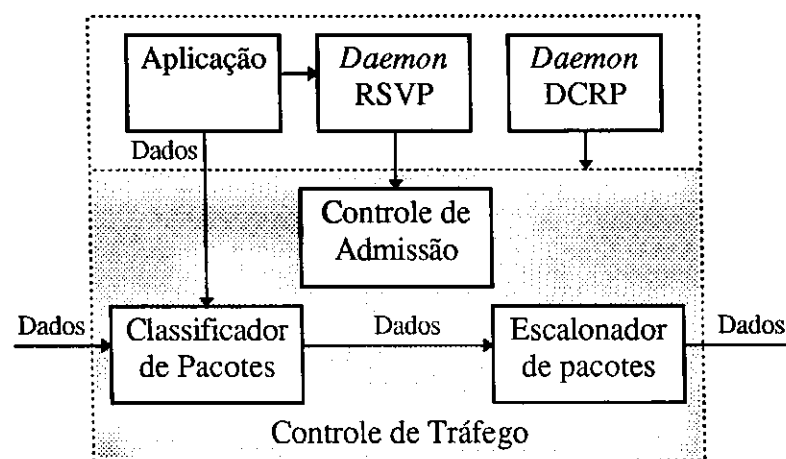 Aplicação
Daemon
RSVP
Daemon
DCRP
Dados
Controle de
Admissão
Dados
Classificador
de Pacotes
Dados
Escalonador
de pacotes
Dados
Controle de Tráfego